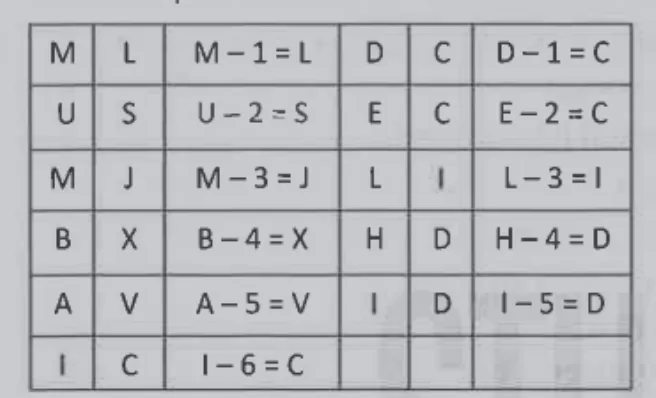 M L M – 1 = L D C D – 1 = C
U S U – 2 = S E C E – 2 = C
M J M – 3 = J L I L – 3 = I
B X B – 4 = X H D H – 4 = D
A V A – 5 = V I D I – 5 = D
I C I – 6 = C